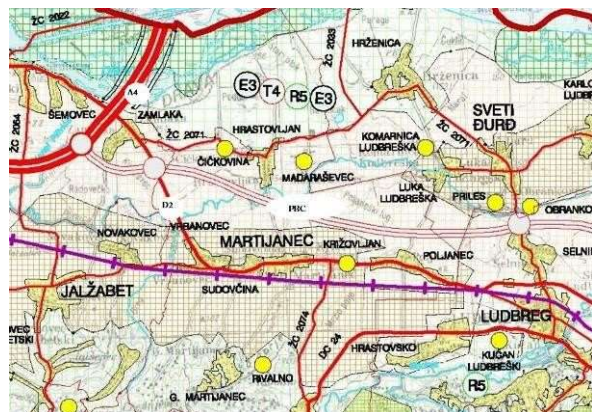 ŽC 2022
ŽC 2033
HRŽENICA
A4
E3
T4
R5
E3
SVETI
ĐURĐ
ŠEMOVEC
ZAMLAKA
ŽC 2071
HRASTOVLJAN
KOMARNICA
LUDBREŠKA
ŽC 2071
ŽC 2064
ČIČKOVINA
MADARAŠEVEC
LUKA
LUDBREŠKA
PRILES
OBRANKO
D2
PRC
VRBANOVEC
NOVAKOVEC
MARTIJANEC
KRIŽOVLJAN
POLJANEC
SELNI
JALŽABET
SUDOVČINA
LUDBREG
ŽC 2074
DC 24
HRASTOVSKO
KUČAN
LUDBREŠKI
RIVALNO
G. MARTIJANEC
R5